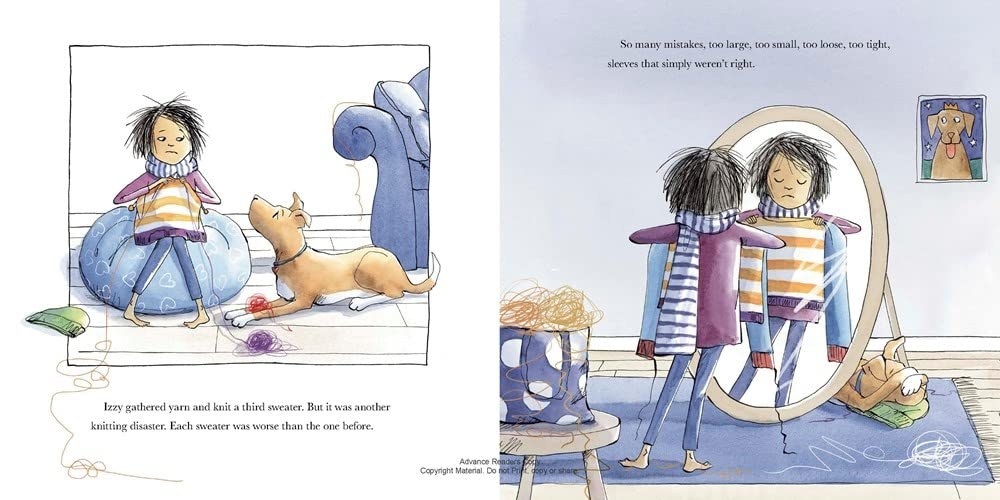 So many mistakes, too large, too small, too loose, too tight,
sleeves that simply weren't right.
Izzy gathered yarn and knit a third sweater. But it was another
knitting disaster. Each sweater was worse than the one before.
Advance Readers Copy
Copyright Material. Do not Print, copy or share.